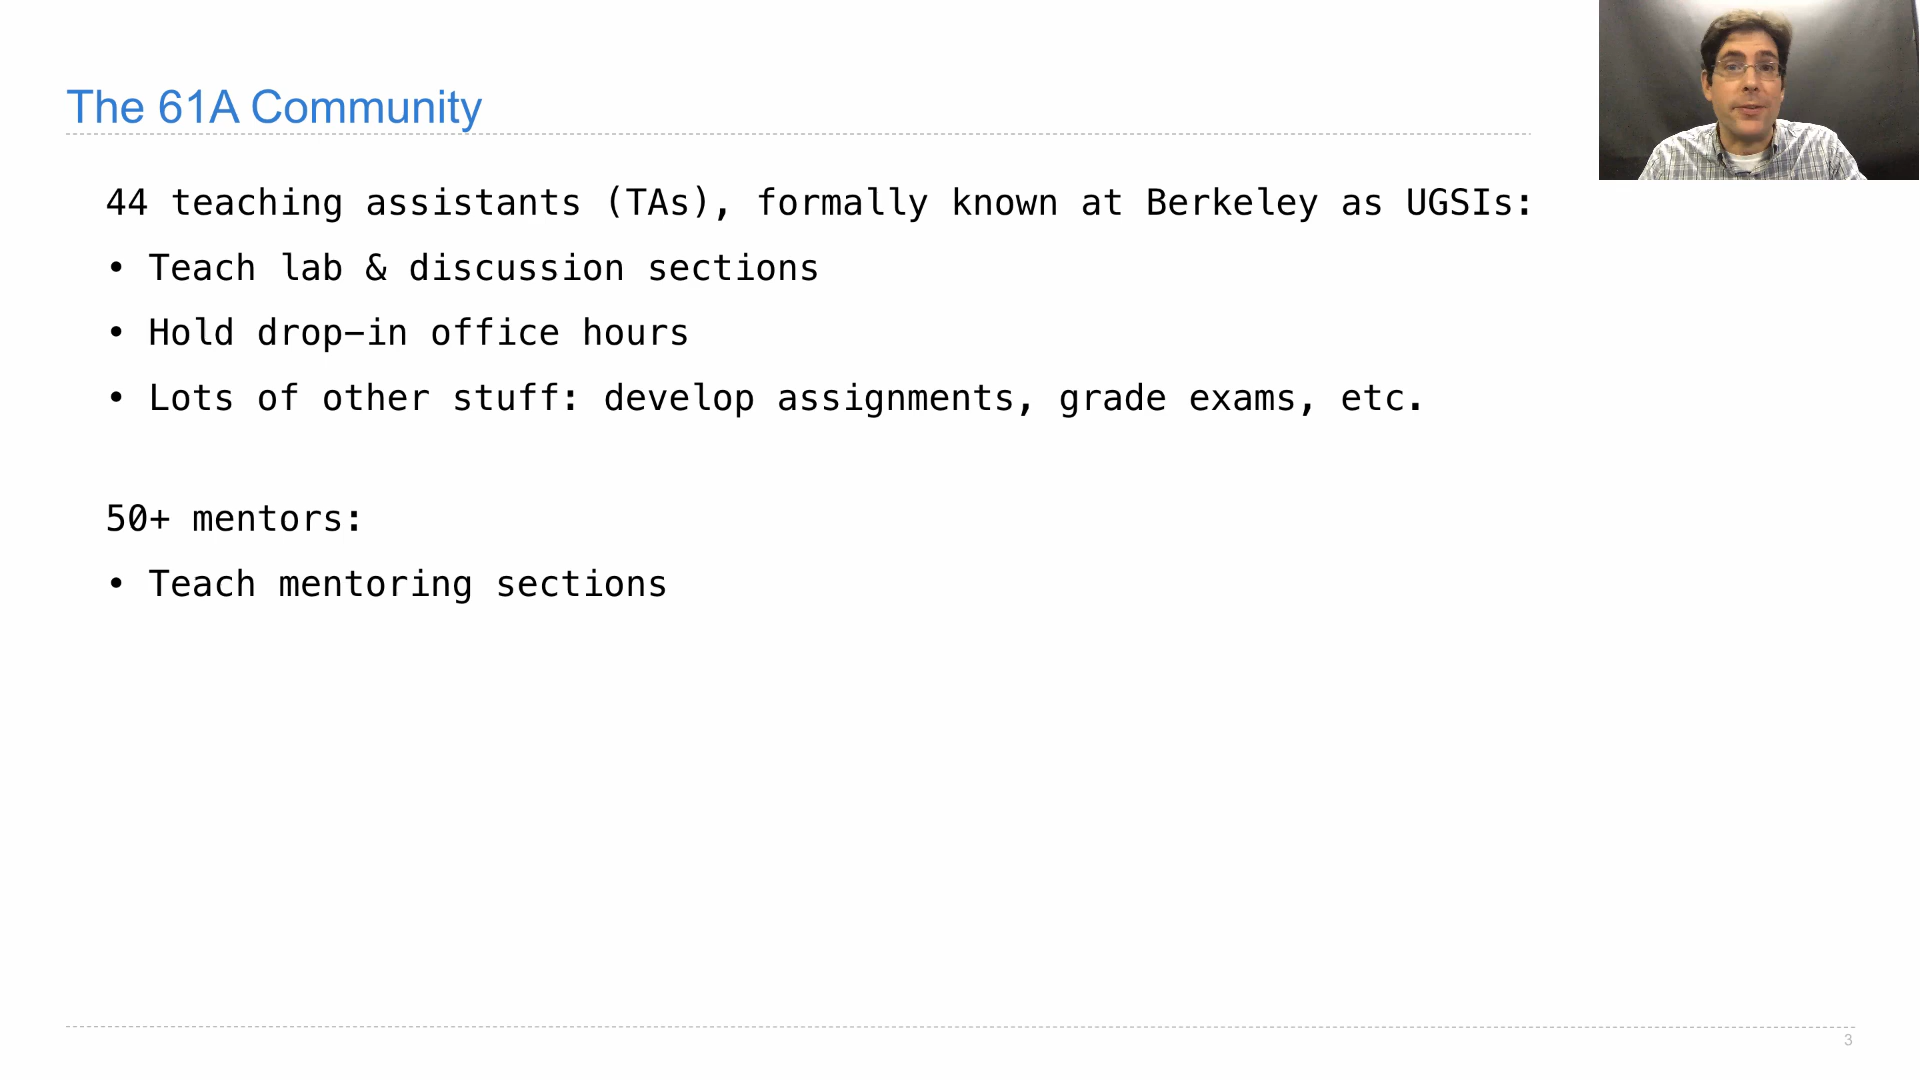 The 61A Community
44 teaching assistants (TAs), formally known at Berkeley as UGSIs:
• Teach lab & discussion sections
• Hold drop-in office hours
• Lots of other stuff: develop assignments, grade exams, etc.
50+ mentors:
• Teach mentoring sections
3